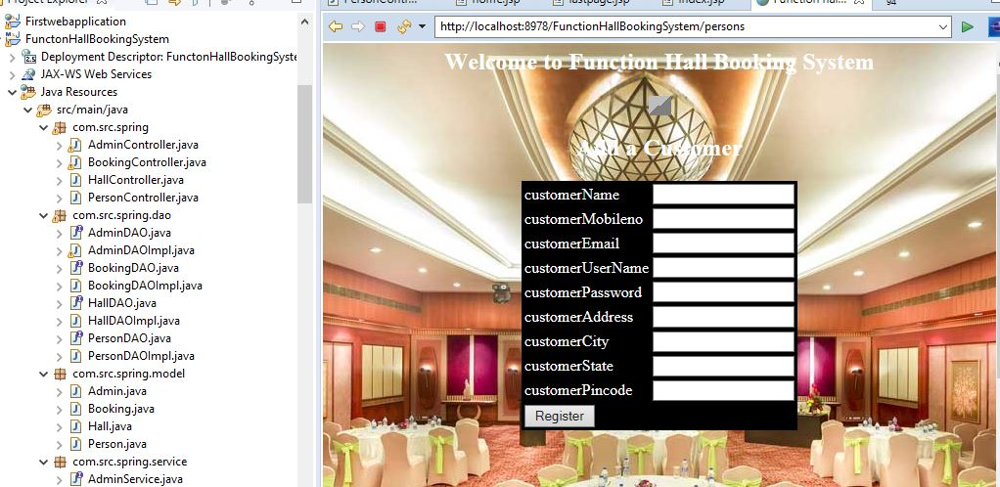 Project Explorer
PersonContr...
home.jsp
lastpage.jsp
index.jsp
Function hal
94
Firstwebapplication
FunctonHallBookingSystem
Deployment Descriptor: FunctonHallBookingSyste
JAX-WS Web Services
Java Resources
src/main/java
com.src.spring
AdminController.java
BookingController.java
HallController.java
PersonController.java
com.src.spring.dao
AdminDAO.java
AdminDAOImpl.java
BookingDAO.java
BookingDAOImpl.java
HallDAO.java
HallDAOImpl.java
PersonDAO.java
PersonDAOImpl.java
com.src.spring.model
Admin.java
Booking.java
Hall.java
Person.java
com.src.spring.service
AdminService.java
http://localhost:8978/FunctionHallBookingSystem/persons
Welcome to Function Hall Booking System
Add a Customer
customerName
customerMobileno
customerEmail
customerUserName
customerPassword
customerAddress
customerCity
customerState
customerPincode
Register